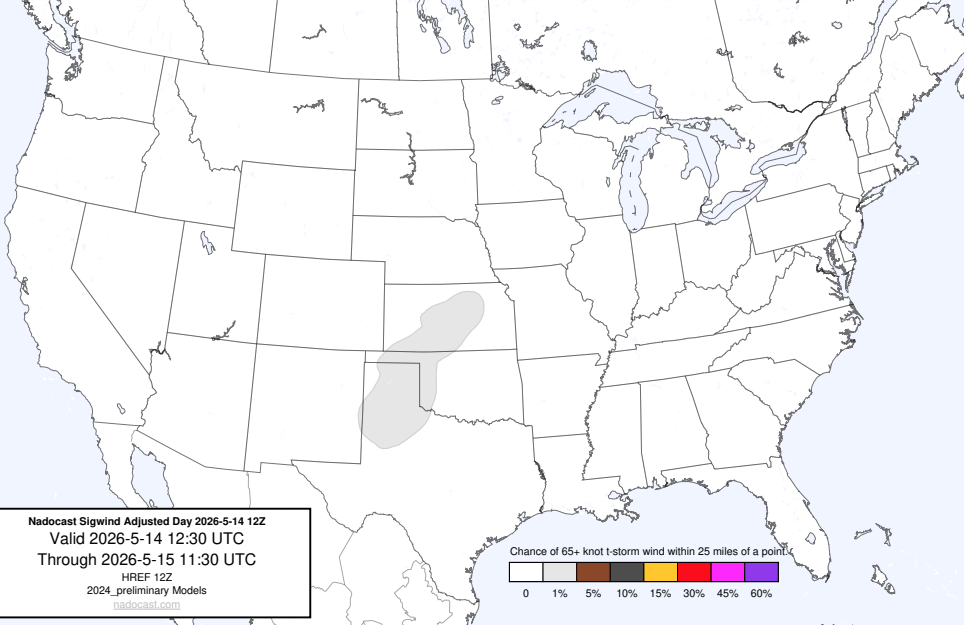 Nadocast Sigwind Adjusted Day 2026-5-14 12Z
Valid 2026-5-14 12:30 UTC
Through 2026-5-15 11:30 UTC
HREF 12Z
2024_preliminary Models
nadocast.com
Chance of 65+ knot t-storm wind within 25 miles of a point.
0 1% 5% 10% 15% 30% 45% 60%